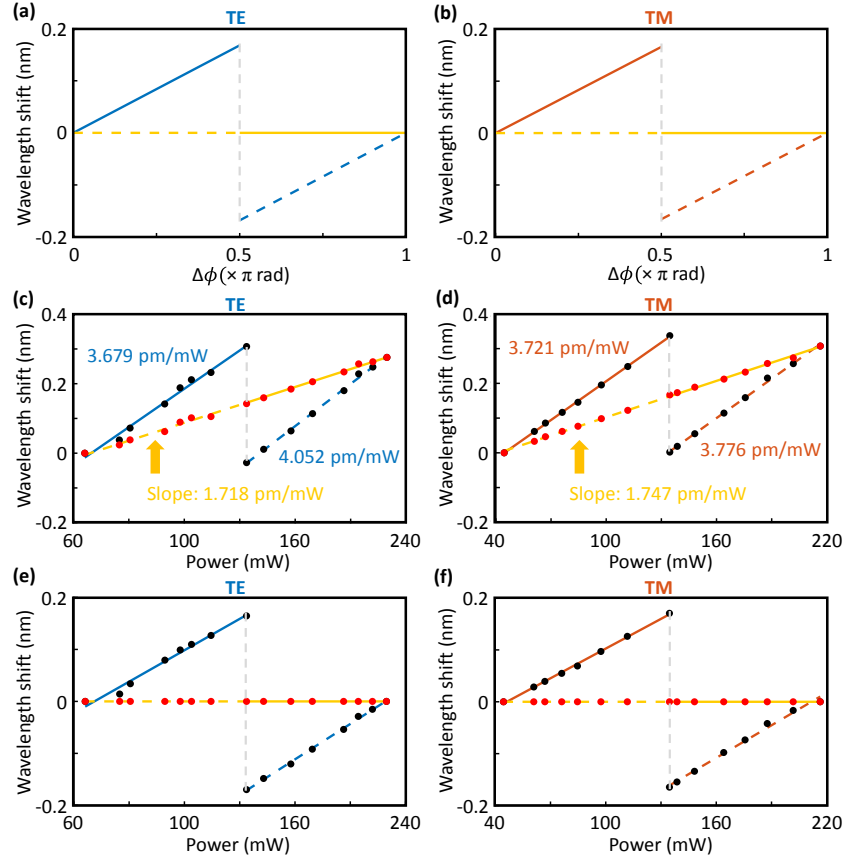 (a)
TE
0.2
0
-0.2
Wavelength shift (nm)
0
0.5
1
Δϕ(× π rad)
(b)
TM
0.2
0
-0.2
Wavelength shift (nm)
0
0.5
1
Δϕ(× π rad)
(c)
TE
0.4
0.2
0
-0.2
Wavelength shift (nm)
3.679 pm/mW
4.052 pm/mW
Slope: 1.718 pm/mW
60
100
160
240
Power (mW)
(d)
TM
0.4
0.2
0
-0.2
Wavelength shift (nm)
3.721 pm/mW
3.776 pm/mW
Slope: 1.747 pm/mW
40
100
160
220
Power (mW)
(e)
TE
0.2
0
-0.2
Wavelength shift (nm)
60
100
160
240
Power (mW)
(f)
TM
0.2
0
-0.2
Wavelength shift (nm)
40
100
160
220
Power (mW)